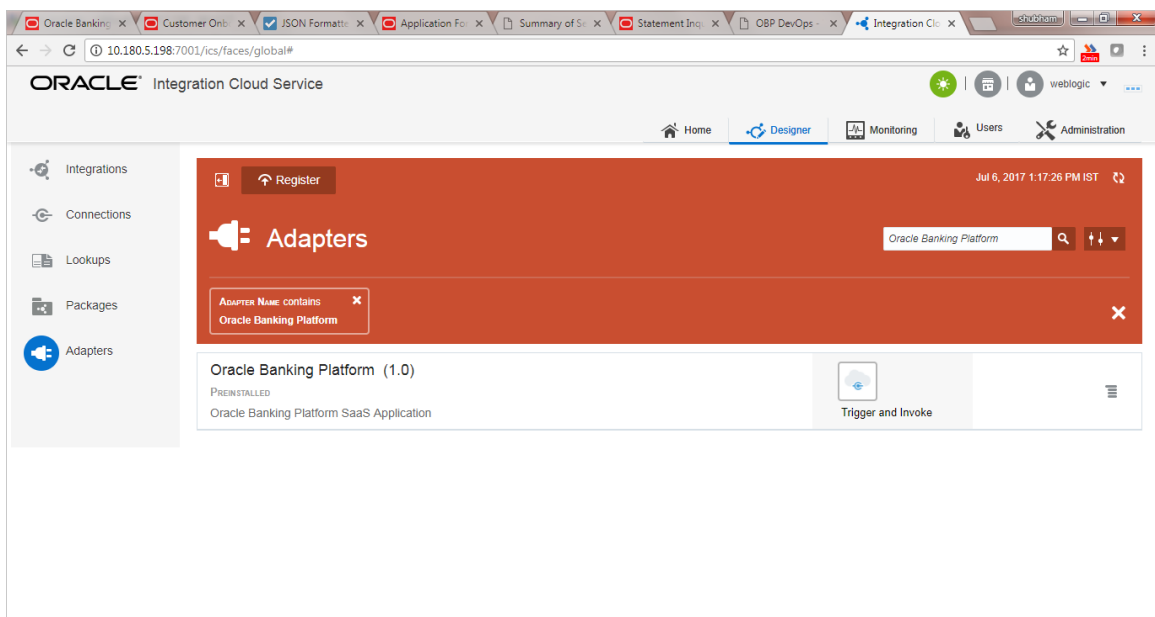 Oracle Banking
Customer Onb
JSON Formatte
Application Fo
Summary of Se
Statement Inqu
OBP DevOps -
Integration Clo
shubham
10.180.5.198:7001/ics/faces/global#
2min
ORACLE Integration Cloud Service
weblogic
Home
Designer
Monitoring
Users
Administration
Integrations
Connections
Lookups
Packages
Adapters
Register
Jul 6, 2017 1:17:26 PM IST
Adapters
Oracle Banking Platform
ADAPTER NAME contains
Oracle Banking Platform
Oracle Banking Platform (1.0)
PREINSTALLED
Oracle Banking Platform SaaS Application
Trigger and Invoke